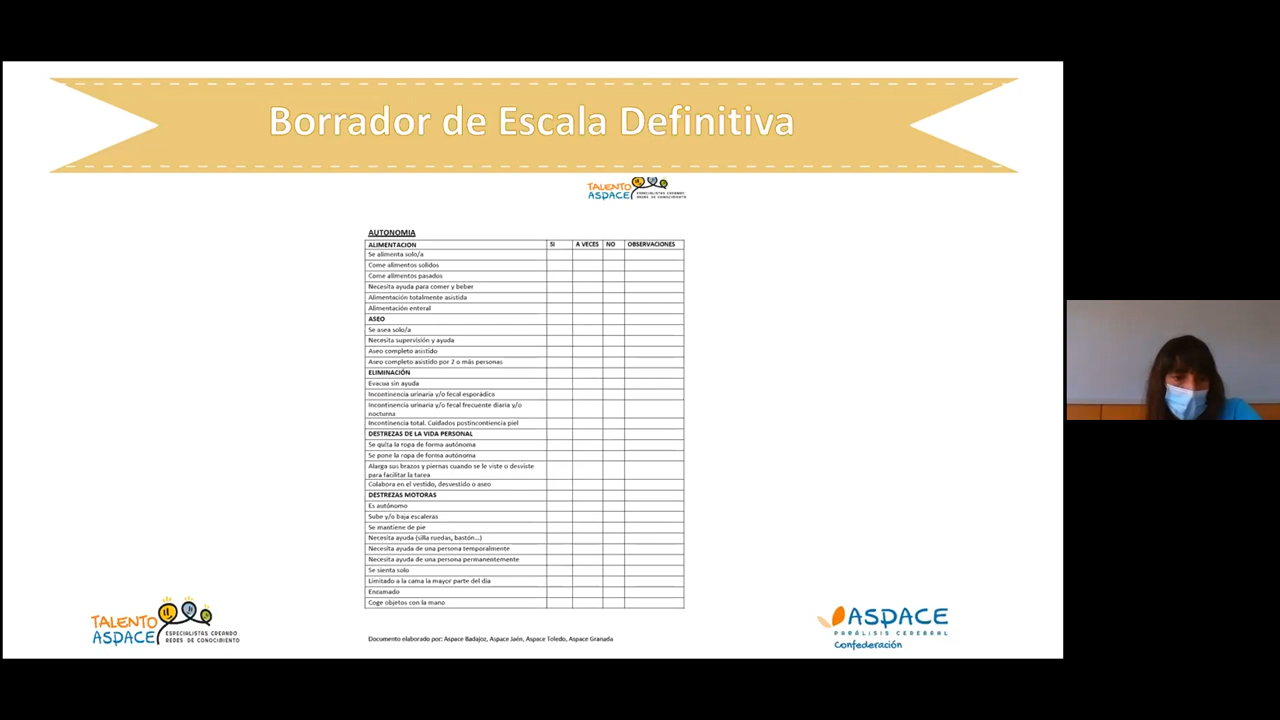 Borrador de Escala Definitiva
TALENTO
ASPACE
ESPECIALISTAS CREANDO
REDES DE CONOCIMIENTO
AUTONOMIA
ALIMENTACION SI A VECES NO OBSERVACIONES
Se alimenta solo/a
Come alimentos solidos
Come alimentos pasados
Necesita ayuda para comer y beber
Alimentación totalmente asistida
Alimentación enteral
ASEO
Se asea solo/a
Necesita supervisión y ayuda
Aseo completo asistido
Aseo completo asistido por 2 o más personas
ELIMINACIÓN
Evacua sin ayuda
Incontinencia urinaria y/o fecal esporádica
Incontinencia urinaria y/o fecal frecuente diaria y/o
nocturna
Incontinencia total. Cuidados postincontiencia piel
DESTREZAS DE LA VIDA PERSONAL
Se quita la ropa de forma autónoma
Se pone la ropa de forma autónoma
Alarga sus brazos y piernas cuando se le viste o desviste
para facilitar la tarea
Colabora en el vestido, desvestido o aseo
DESTREZAS MOTORAS
Es autónomo
Sube y/o baja escaleras
Se mantiene de pie
Necesita ayuda (silla ruedas, bastón…)
Necesita ayuda de una persona temporalmente
Necesita ayuda de una persona permanentemente
Se sienta solo
Limitado a la cama la mayor parte del dia
Encamado
Coge objetos con la mano
Documento elaborado por: Aspace Badajoz, Aspace Jaén, Aspace Toledo, Aspace Granada
TALENTO
ASPACE
ESPECIALISTAS CREANDO
REDES DE CONOCIMIENTO
ASPACE
PARÁLISIS CEREBRAL
Confederación